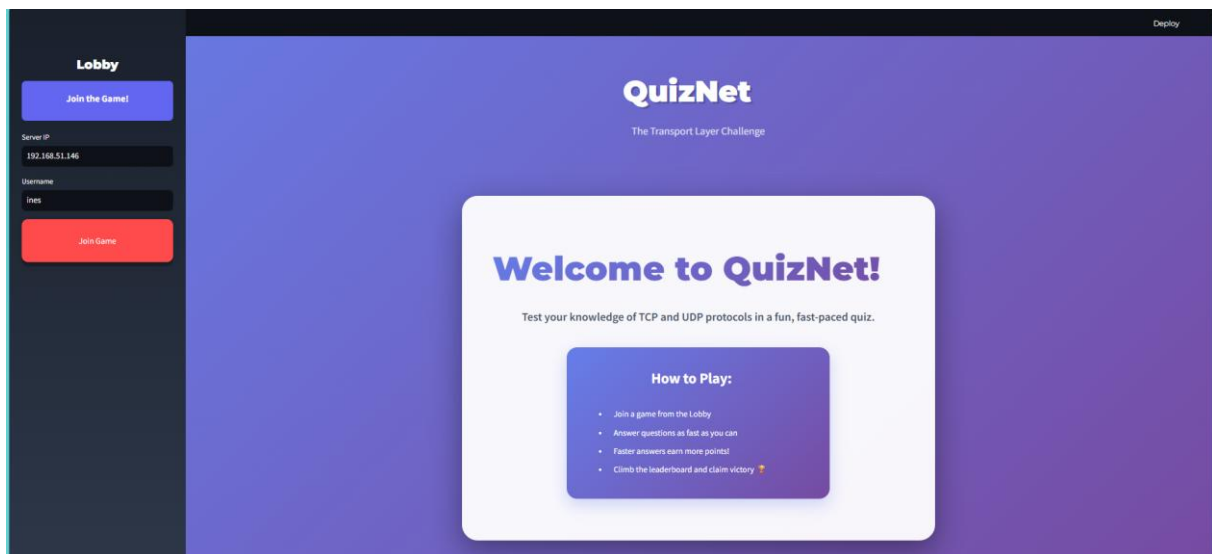 Deploy
Lobby
Join the Game!
Server IP
192.168.51.146
Username
ines
Join Game
QuizNet
The Transport Layer Challenge
Welcome to QuizNet!
Test your knowledge of TCP and UDP protocols in a fun, fast-paced quiz.
How to Play:
• Join a game from the Lobby
• Answer questions as fast as you can
• Faster answers earn more points!
• Climb the leaderboard and claim victory 🏆